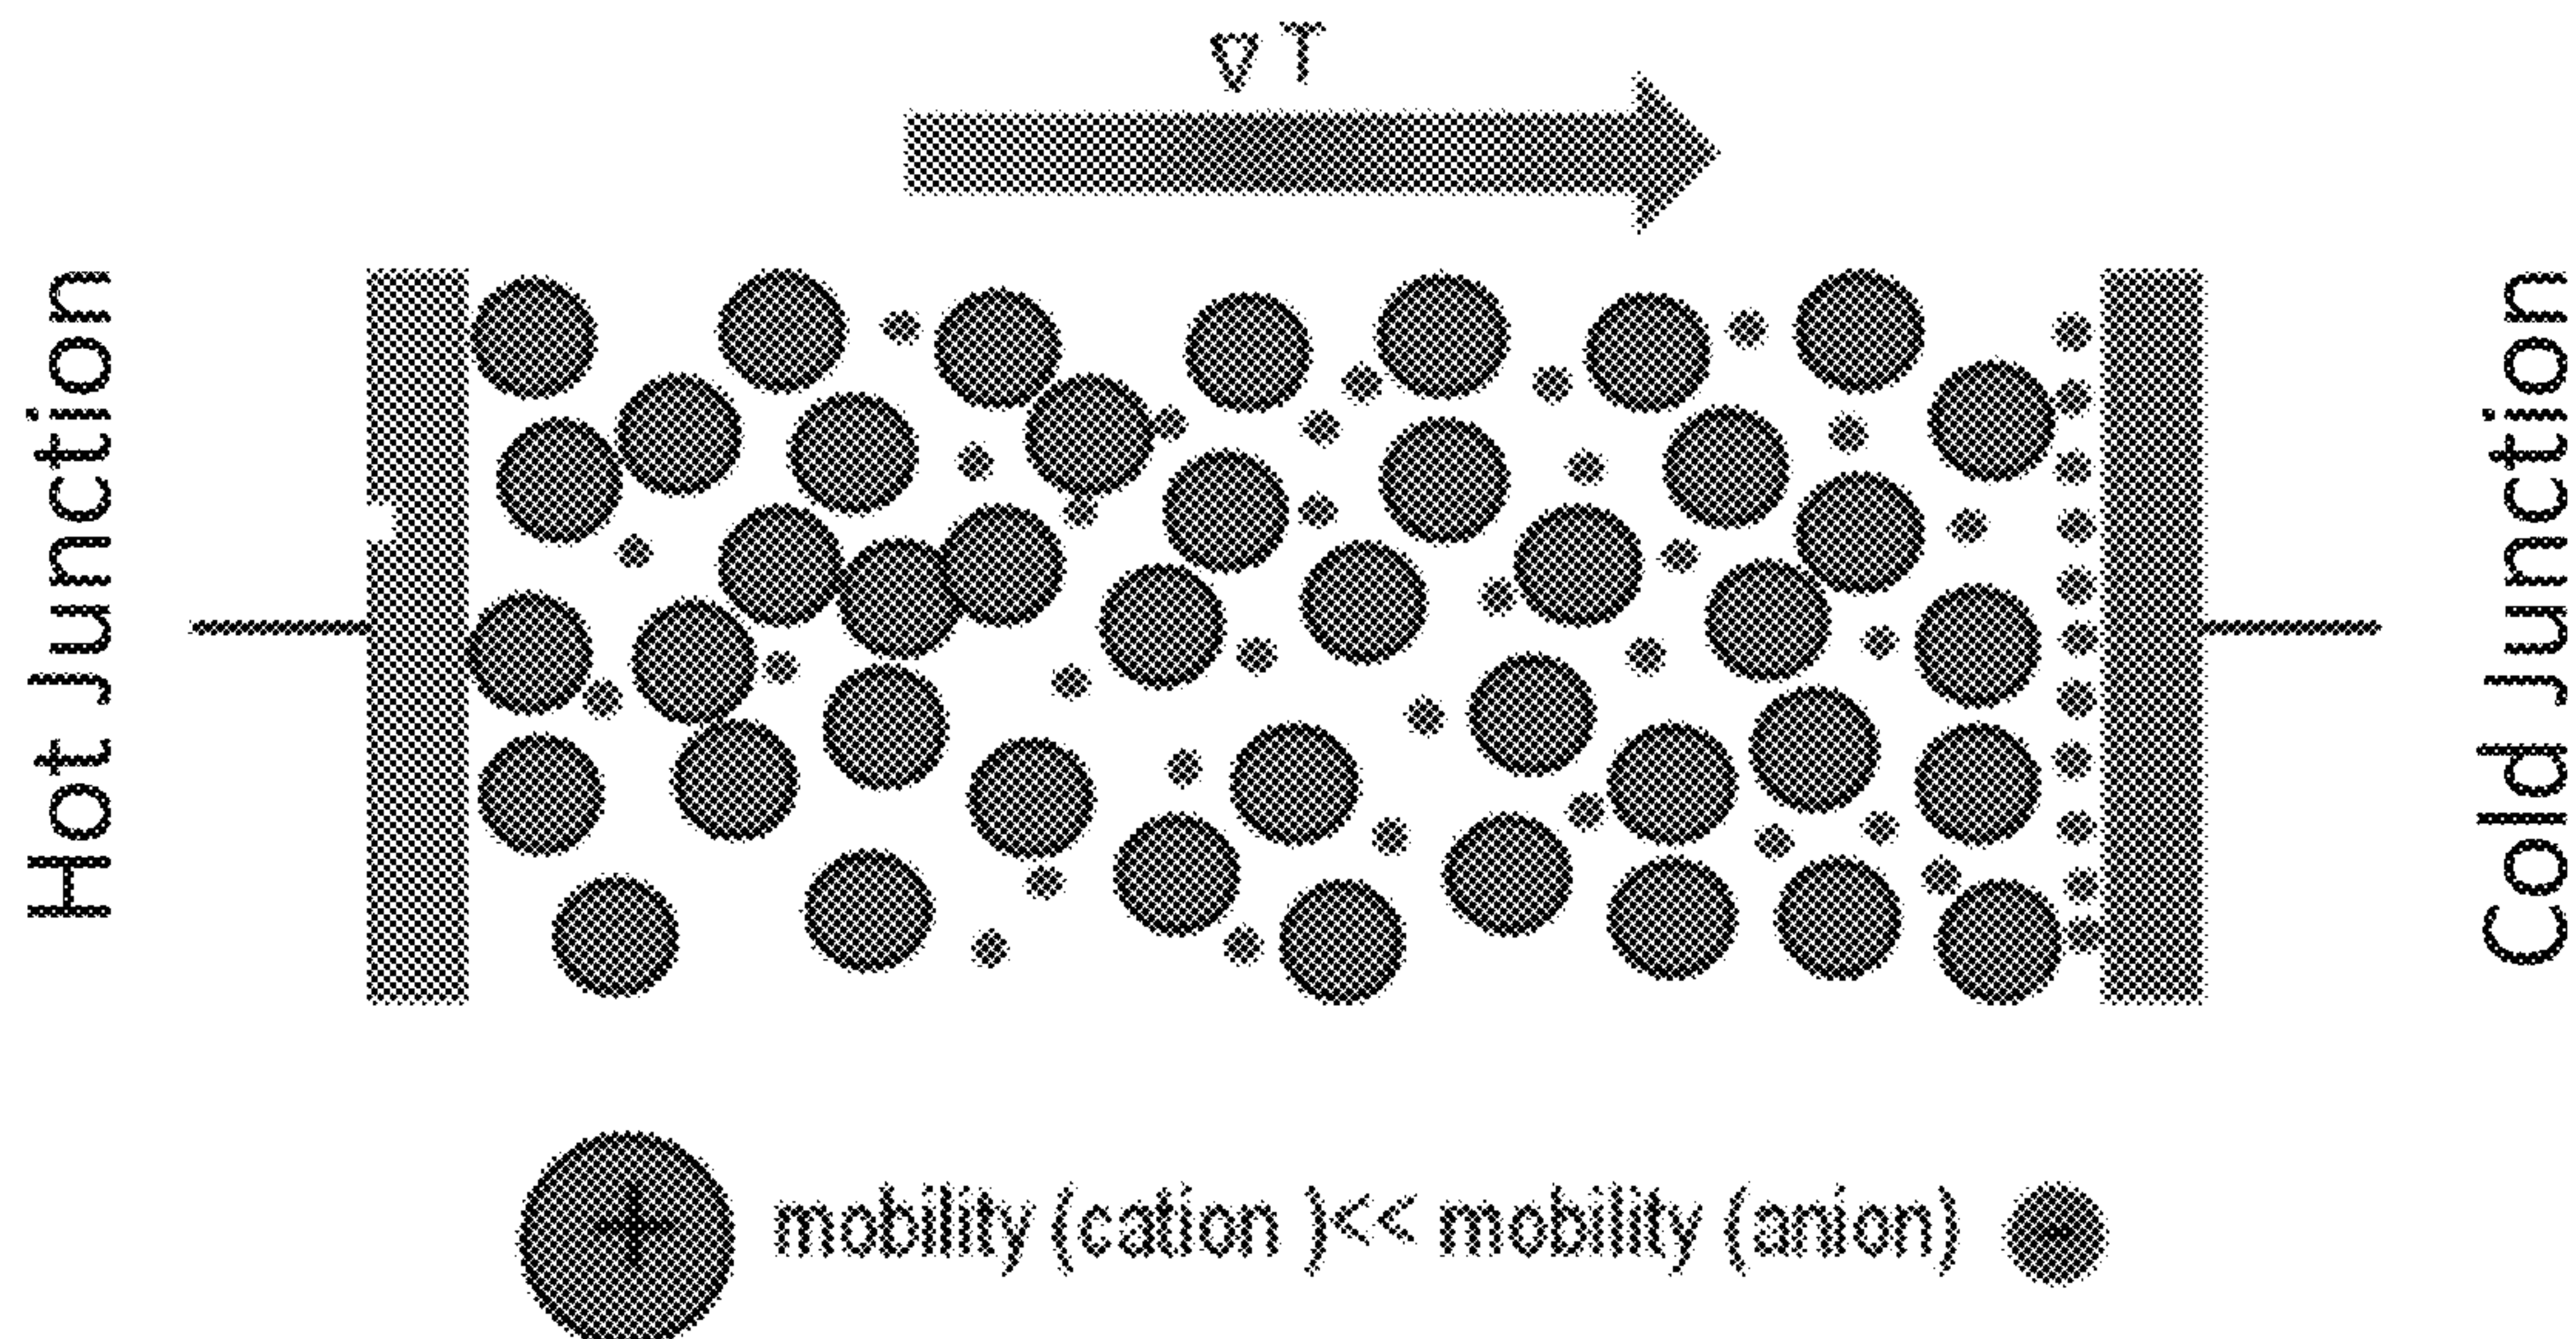 ∇ T
Hot Junction
Cold Junction
+ mobility (cation )<< mobility (anion) -